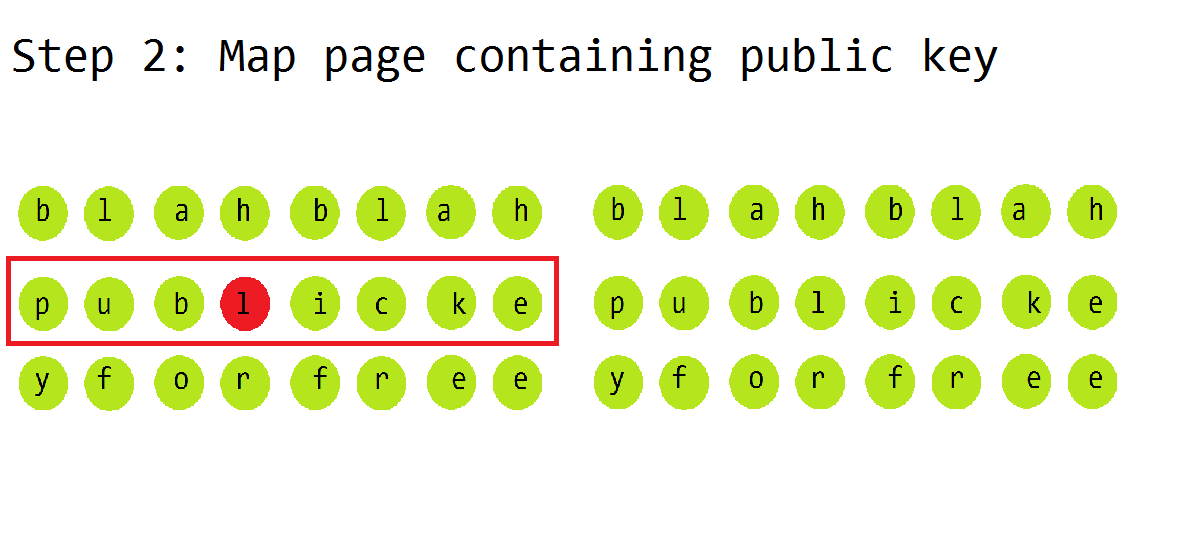 Step 2: Map page containing public key
b l a h b l a h b l a h b l a h
p u b l i c k e p u b l i c k e
y f o r f r e e y f o r f r e e